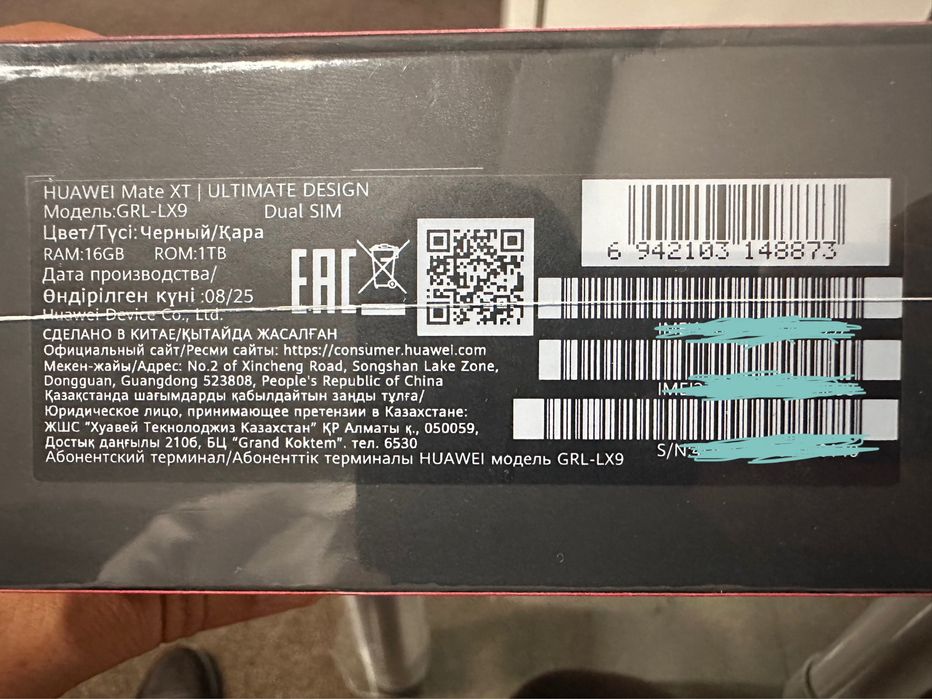 HUAWEI Mate XT | ULTIMATE DESIGN
Модель:GRL-LX9 Dual SIM
Цвет/Түсі:Черный/Қара
RAM:16GB ROM:1TB
Дата производства/
Өндірілген күні :08/25
Huawei Device Co., Ltd.
СДЕЛАНО В КИТАЕ/ҚЫТАЙДА ЖАСАЛҒАН
Официальный сайт/Ресми сайты: https://consumer.huawei.com
Мекен-жайы/Адрес: No.2 of Xincheng Road, Songshan Lake Zone,
Dongguan, Guangdong 523808, People's Republic of China
Қазақстанда шағымдарды қабылдайтын заңды тұлға/
Юридическое лицо, принимающее претензии в Казахстане:
ЖШС "Хуавей Текнолоджиз Казахстан" ҚР Алматы қ., 050059,
Достық даңғылы 210б, БЦ "Grand Koktem". тел. 6530
Абонентский терминал/Абоненттік терминалы HUAWEI модель GRL-LX9
EAC
6 942103 148873
S/N: